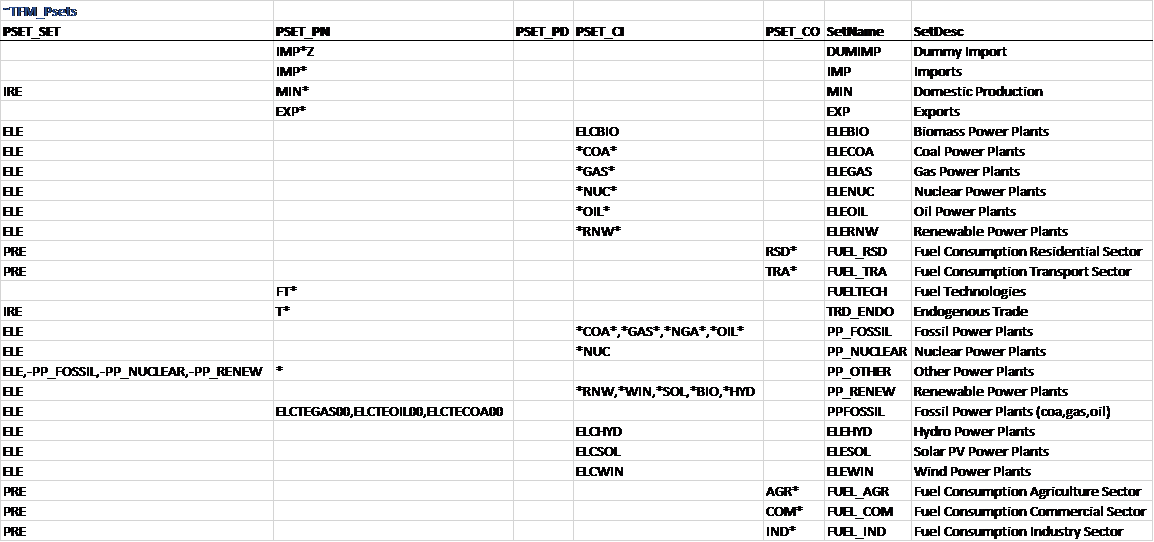 ~TFM_Psets
PSET_SET PSET_PN PSET_PD PSET_CI PSET_CO SetName SetDesc
IMP*Z DUMIMP Dummy Import
IMP* IMP Imports
IRE MIN* MIN Domestic Production
EXP* EXP Exports
ELE ELCBIO ELEBIO Biomass Power Plants
ELE *COA* ELECOA Coal Power Plants
ELE *GAS* ELEGAS Gas Power Plants
ELE *NUC* ELENUC Nuclear Power Plants
ELE *OIL* ELEOIL Oil Power Plants
ELE *RNW* ELERNW Renewable Power Plants
PRE RSD* FUEL_RSD Fuel Consumption Residential Sector
PRE TRA* FUEL_TRA Fuel Consumption Transport Sector
FT* FUELTECH Fuel Technologies
IRE T* TRD_ENDO Endogenous Trade
ELE *COA*,*GAS*,*NGA*,*OIL* PP_FOSSIL Fossil Power Plants
ELE *NUC PP_NUCLEAR Nuclear Power Plants
ELE,-PP_FOSSIL,-PP_NUCLEAR,-PP_RENEW * PP_OTHER Other Power Plants
ELE *RNW,*WIN,*SOL,*BIO,*HYD PP_RENEW Renewable Power Plants
ELE ELCTEGAS00,ELCTEOIL00,ELCTECOA00 PPFOSSIL Fossil Power Plants (coa,gas,oil)
ELE ELCHYD ELEHYD Hydro Power Plants
ELE ELCSOL ELESOL Solar PV Power Plants
ELE ELCWIN ELEWIN Wind Power Plants
PRE AGR* FUEL_AGR Fuel Consumption Agriculture Sector
PRE COM* FUEL_COM Fuel Consumption Commercial Sector
PRE IND* FUEL_IND Fuel Consumption Industry Sector